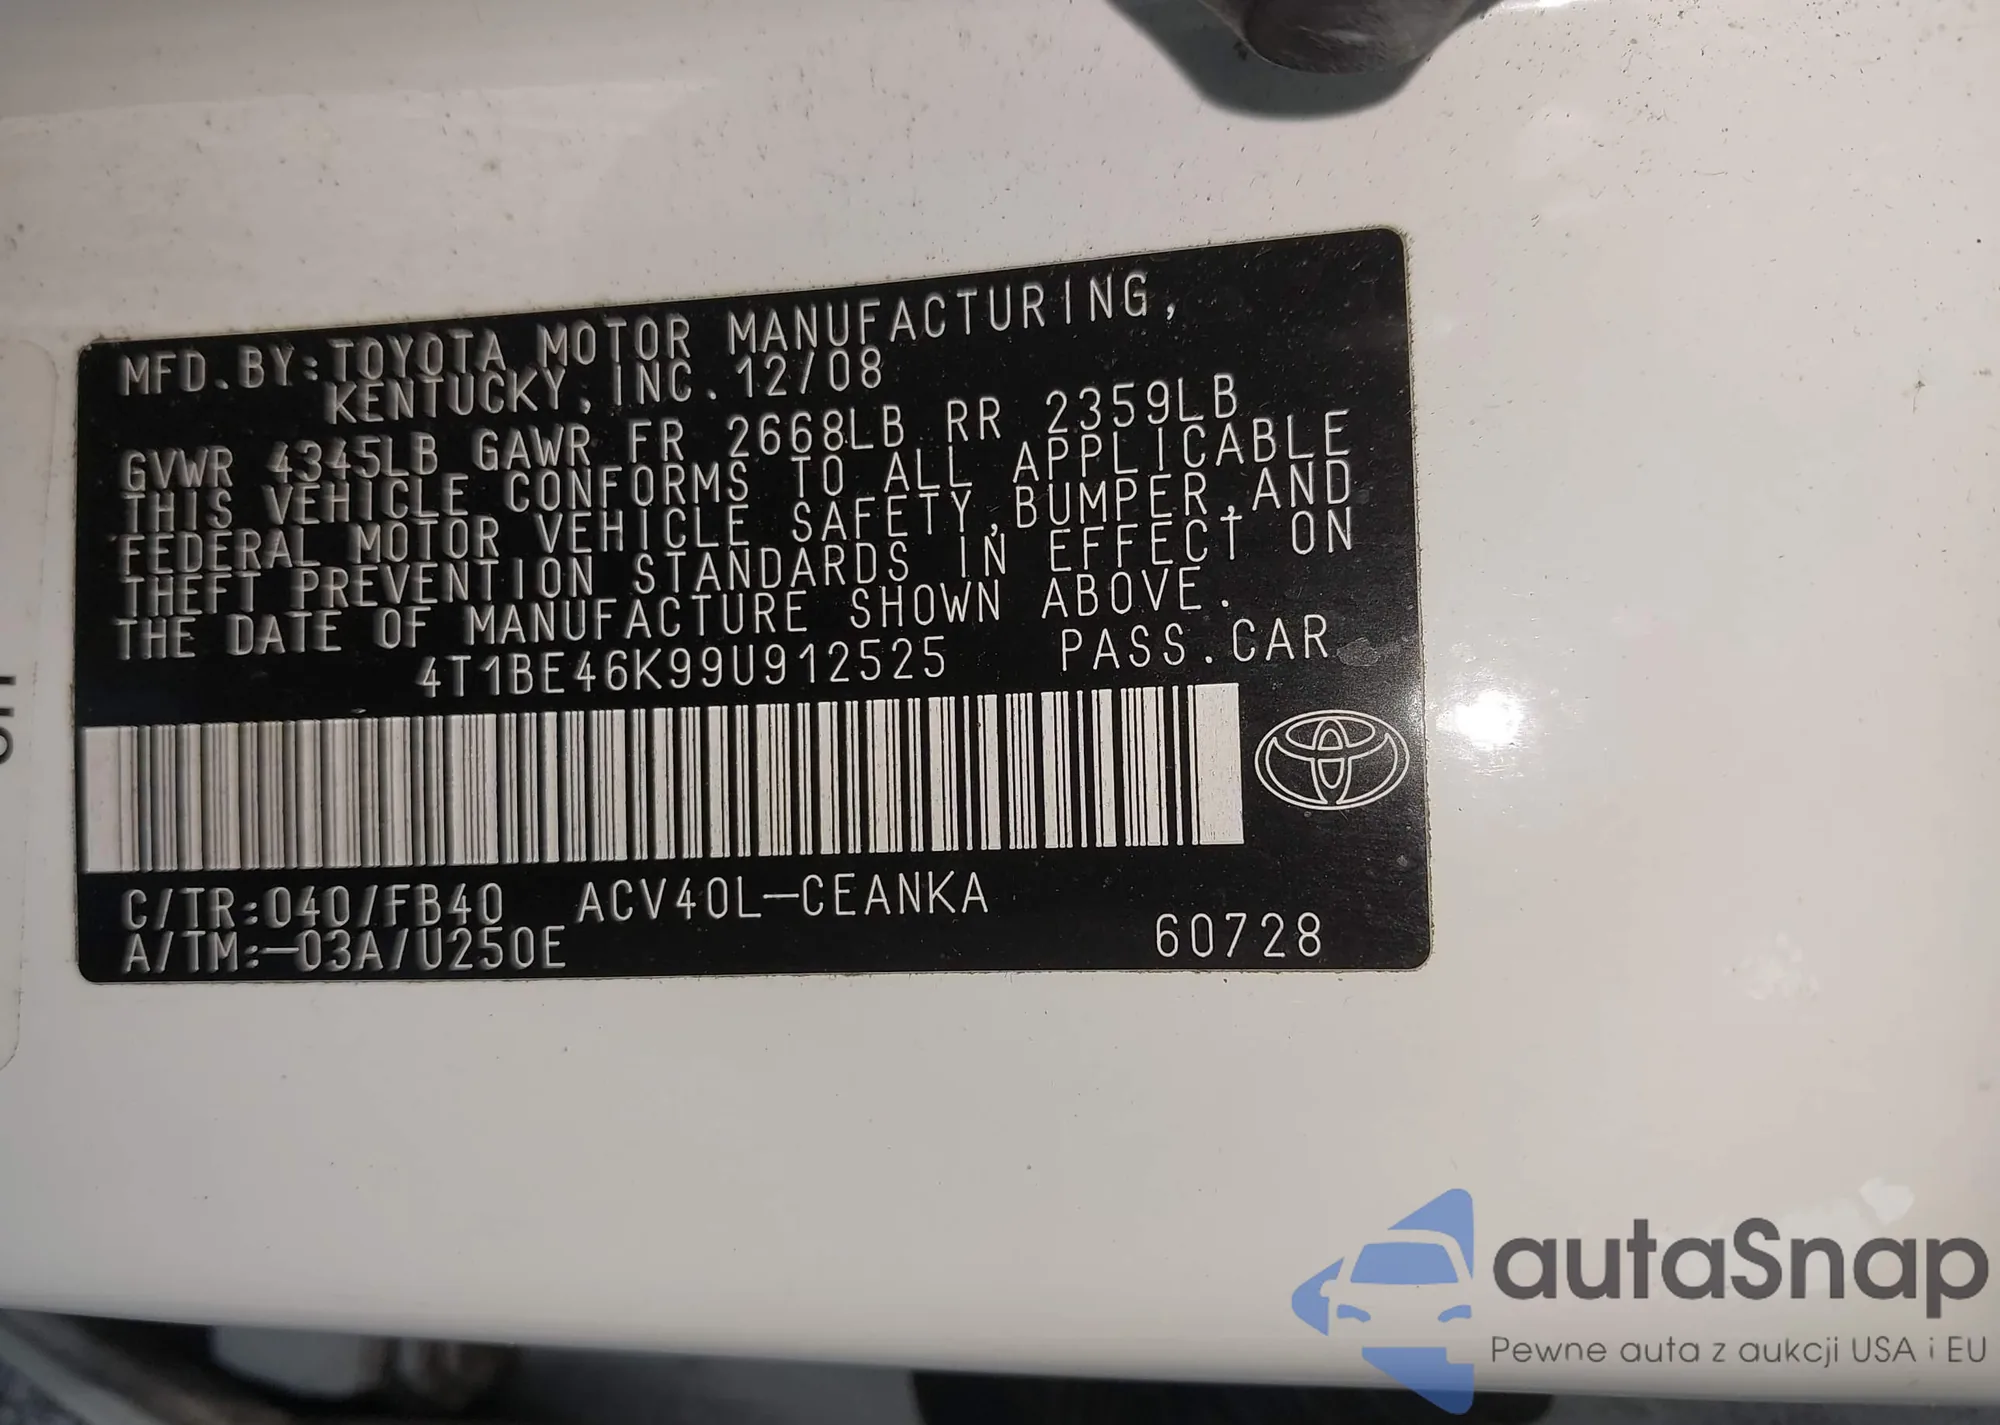 MFD.BY:TOYOTA MOTOR MANUFACTURING,
KENTUCKY, INC. 12/08
GVWR 4345LB GAWR FR 2668LB RR 2359LB
THIS VEHICLE CONFORMS TO ALL APPLICABLE
FEDERAL MOTOR VEHICLE SAFETY,BUMPER,AND
THEFT PREVENTION STANDARDS IN EFFECT ON
THE DATE OF MANUFACTURE SHOWN ABOVE.
4T1BE46K99U912525 PASS.CAR
C/TR:040/FB40 ACV40L-CEANKA
A/TM:-03A/U250E 60728
autaSnap
Pewne auta z aukcji USA i EU